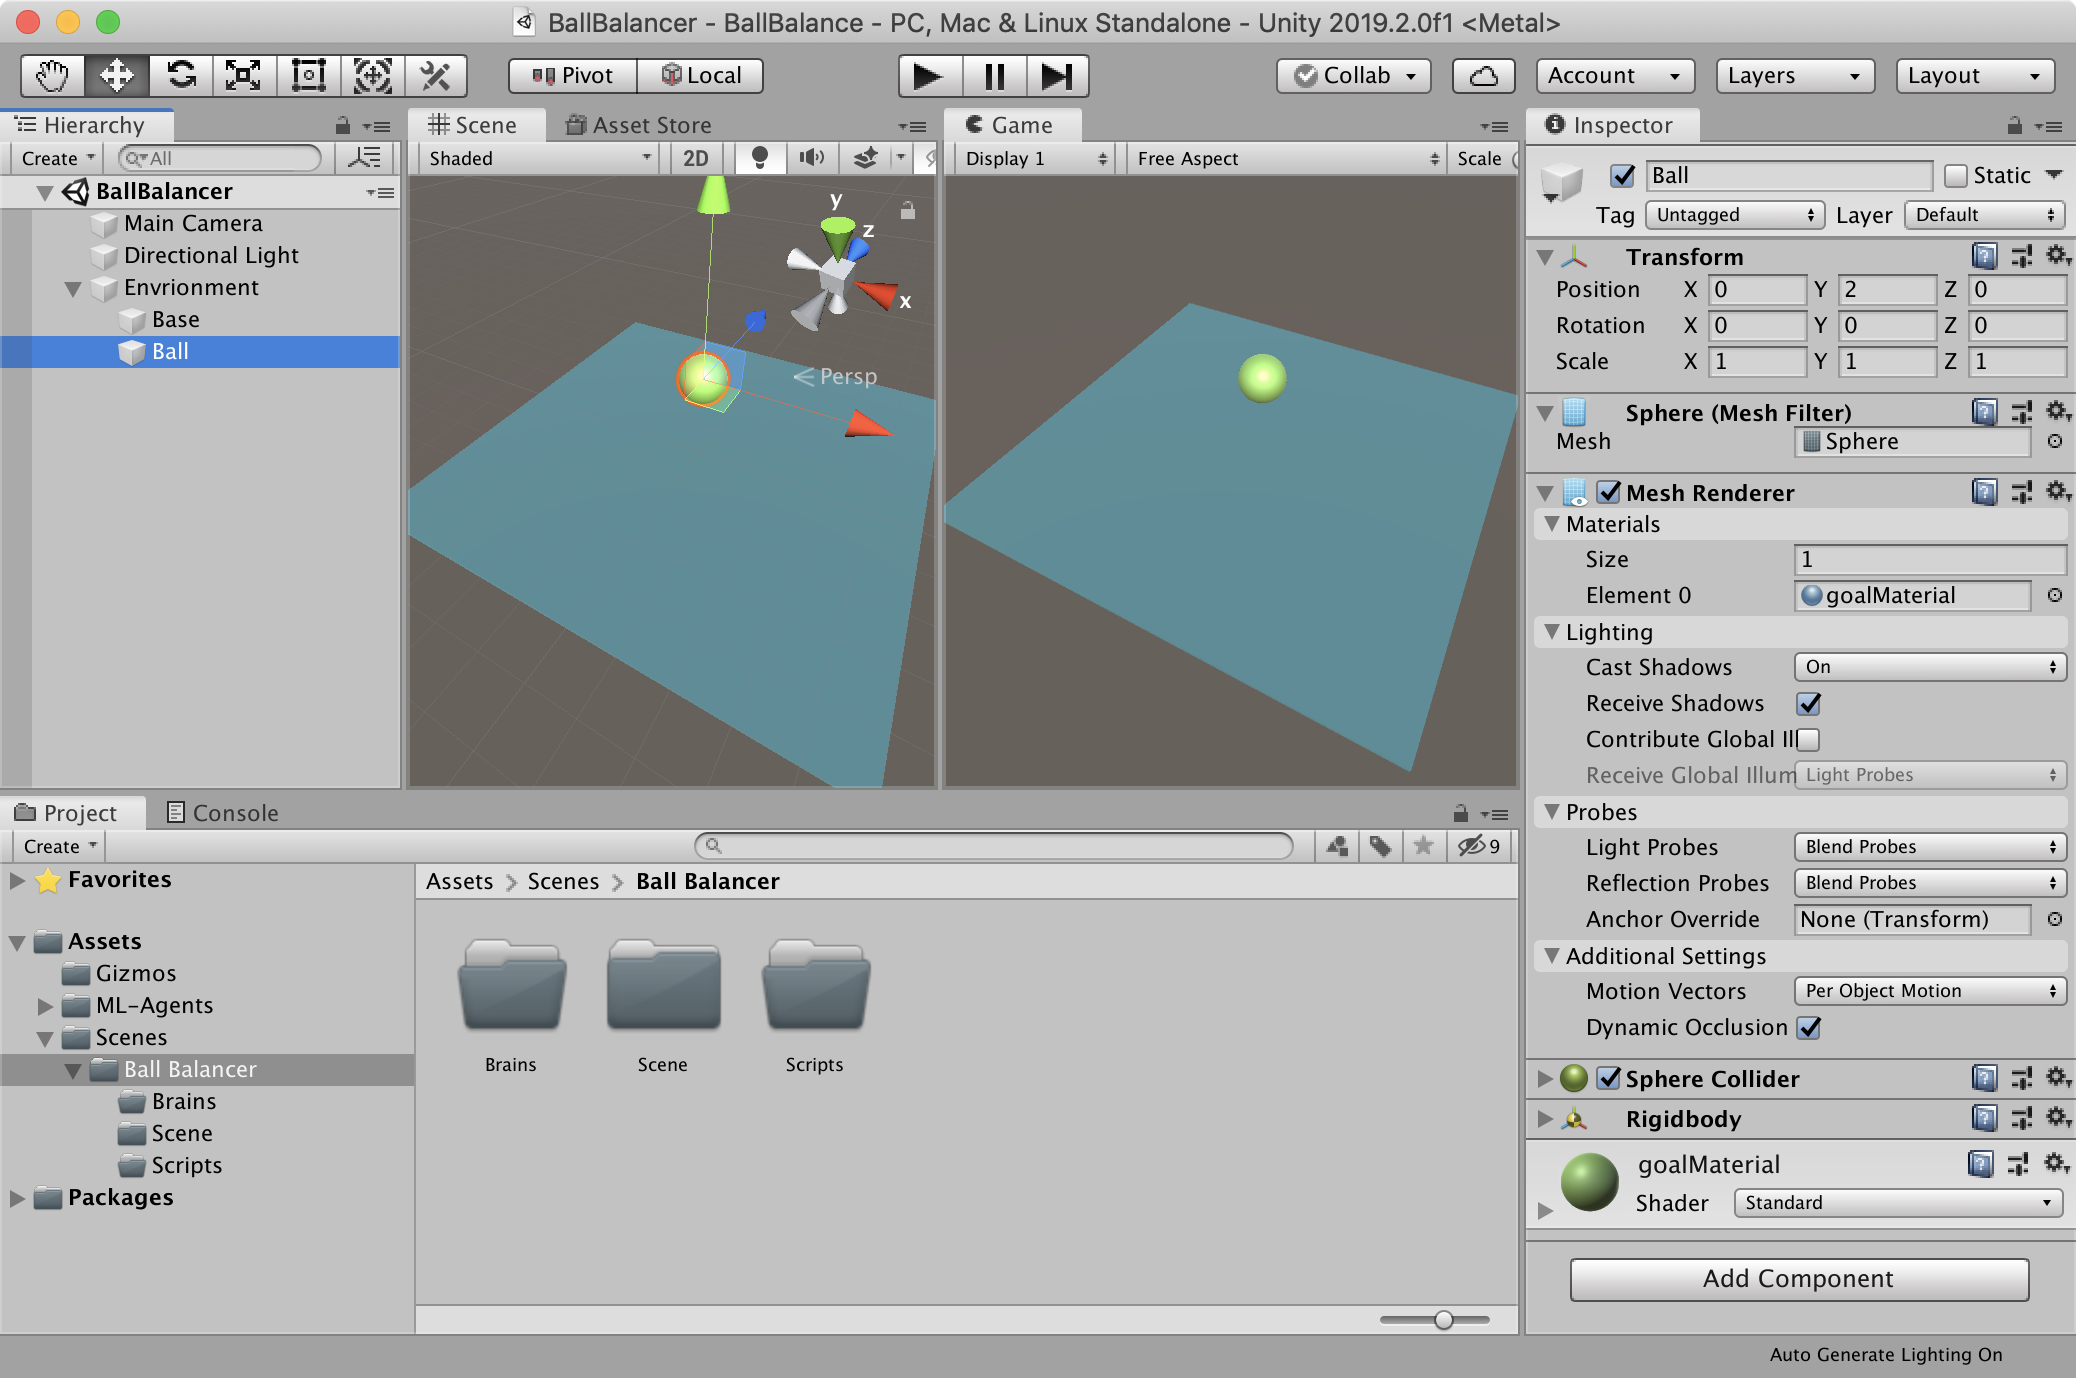 BallBalancer - BallBalance - PC, Mac & Linux Standalone - Unity 2019.2.0f1 <Metal>
Pivot Local Collab Account Layers Layout
Hierarchy
Create All
BallBalancer
Main Camera
Directional Light
Envrionment
Base
Ball
Scene Asset Store
Shaded 2D
y
z
x
Persp
Game
Display 1 Free Aspect Scale
Inspector
Ball Static
Tag Untagged Layer Default
Transform
Position X 0 Y 2 Z 0
Rotation X 0 Y 0 Z 0
Scale X 1 Y 1 Z 1
Sphere (Mesh Filter)
Mesh Sphere
Mesh Renderer
Materials
Size 1
Element 0 goalMaterial
Lighting
Cast Shadows On
Receive Shadows
Contribute Global Ill
Receive Global Illum Light Probes
Probes
Light Probes Blend Probes
Reflection Probes Blend Probes
Anchor Override None (Transform)
Additional Settings
Motion Vectors Per Object Motion
Dynamic Occlusion
Sphere Collider
Rigidbody
goalMaterial
Shader Standard
Add Component
Project Console
Create 9
Favorites
Assets
Gizmos
ML-Agents
Scenes
Ball Balancer
Brains
Scene
Scripts
Packages
Assets > Scenes > Ball Balancer
Brains Scene Scripts
Auto Generate Lighting On